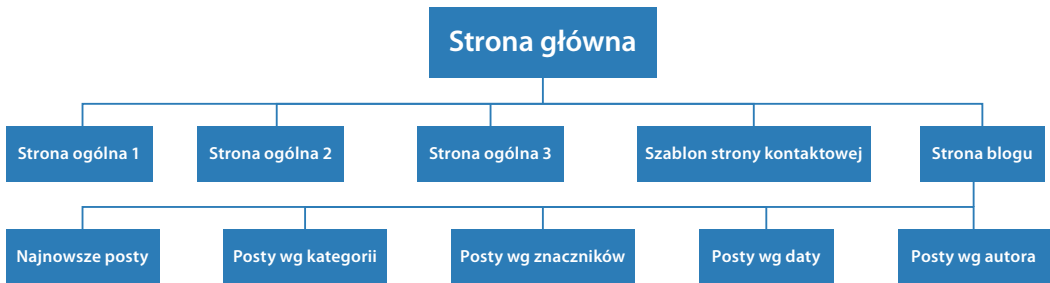 Strona główna
Strona ogólna 1
Strona ogólna 2
Strona ogólna 3
Szablon strony kontaktowej
Strona blogu
Najnowsze posty
Posty wg kategorii
Posty wg znaczników
Posty wg daty
Posty wg autora